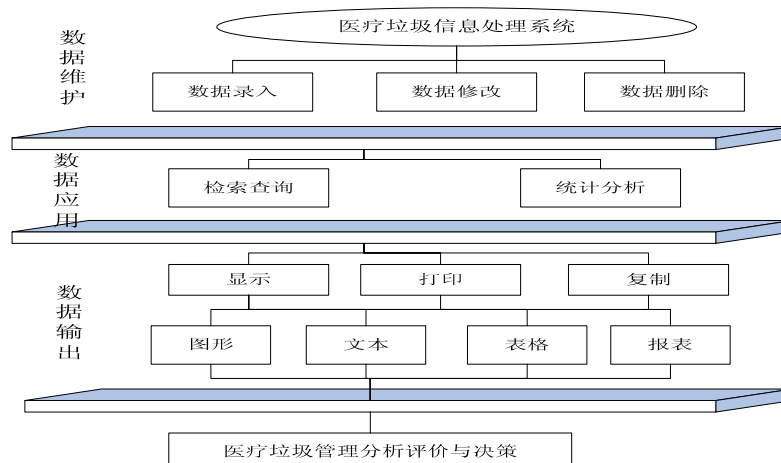 医疗垃圾信息处理系统
数据维护
数据录入 数据修改 数据删除
数据应用
检索查询 统计分析
数据输出
显示 打印 复制
图形 文本 表格 报表
医疗垃圾管理分析评价与决策